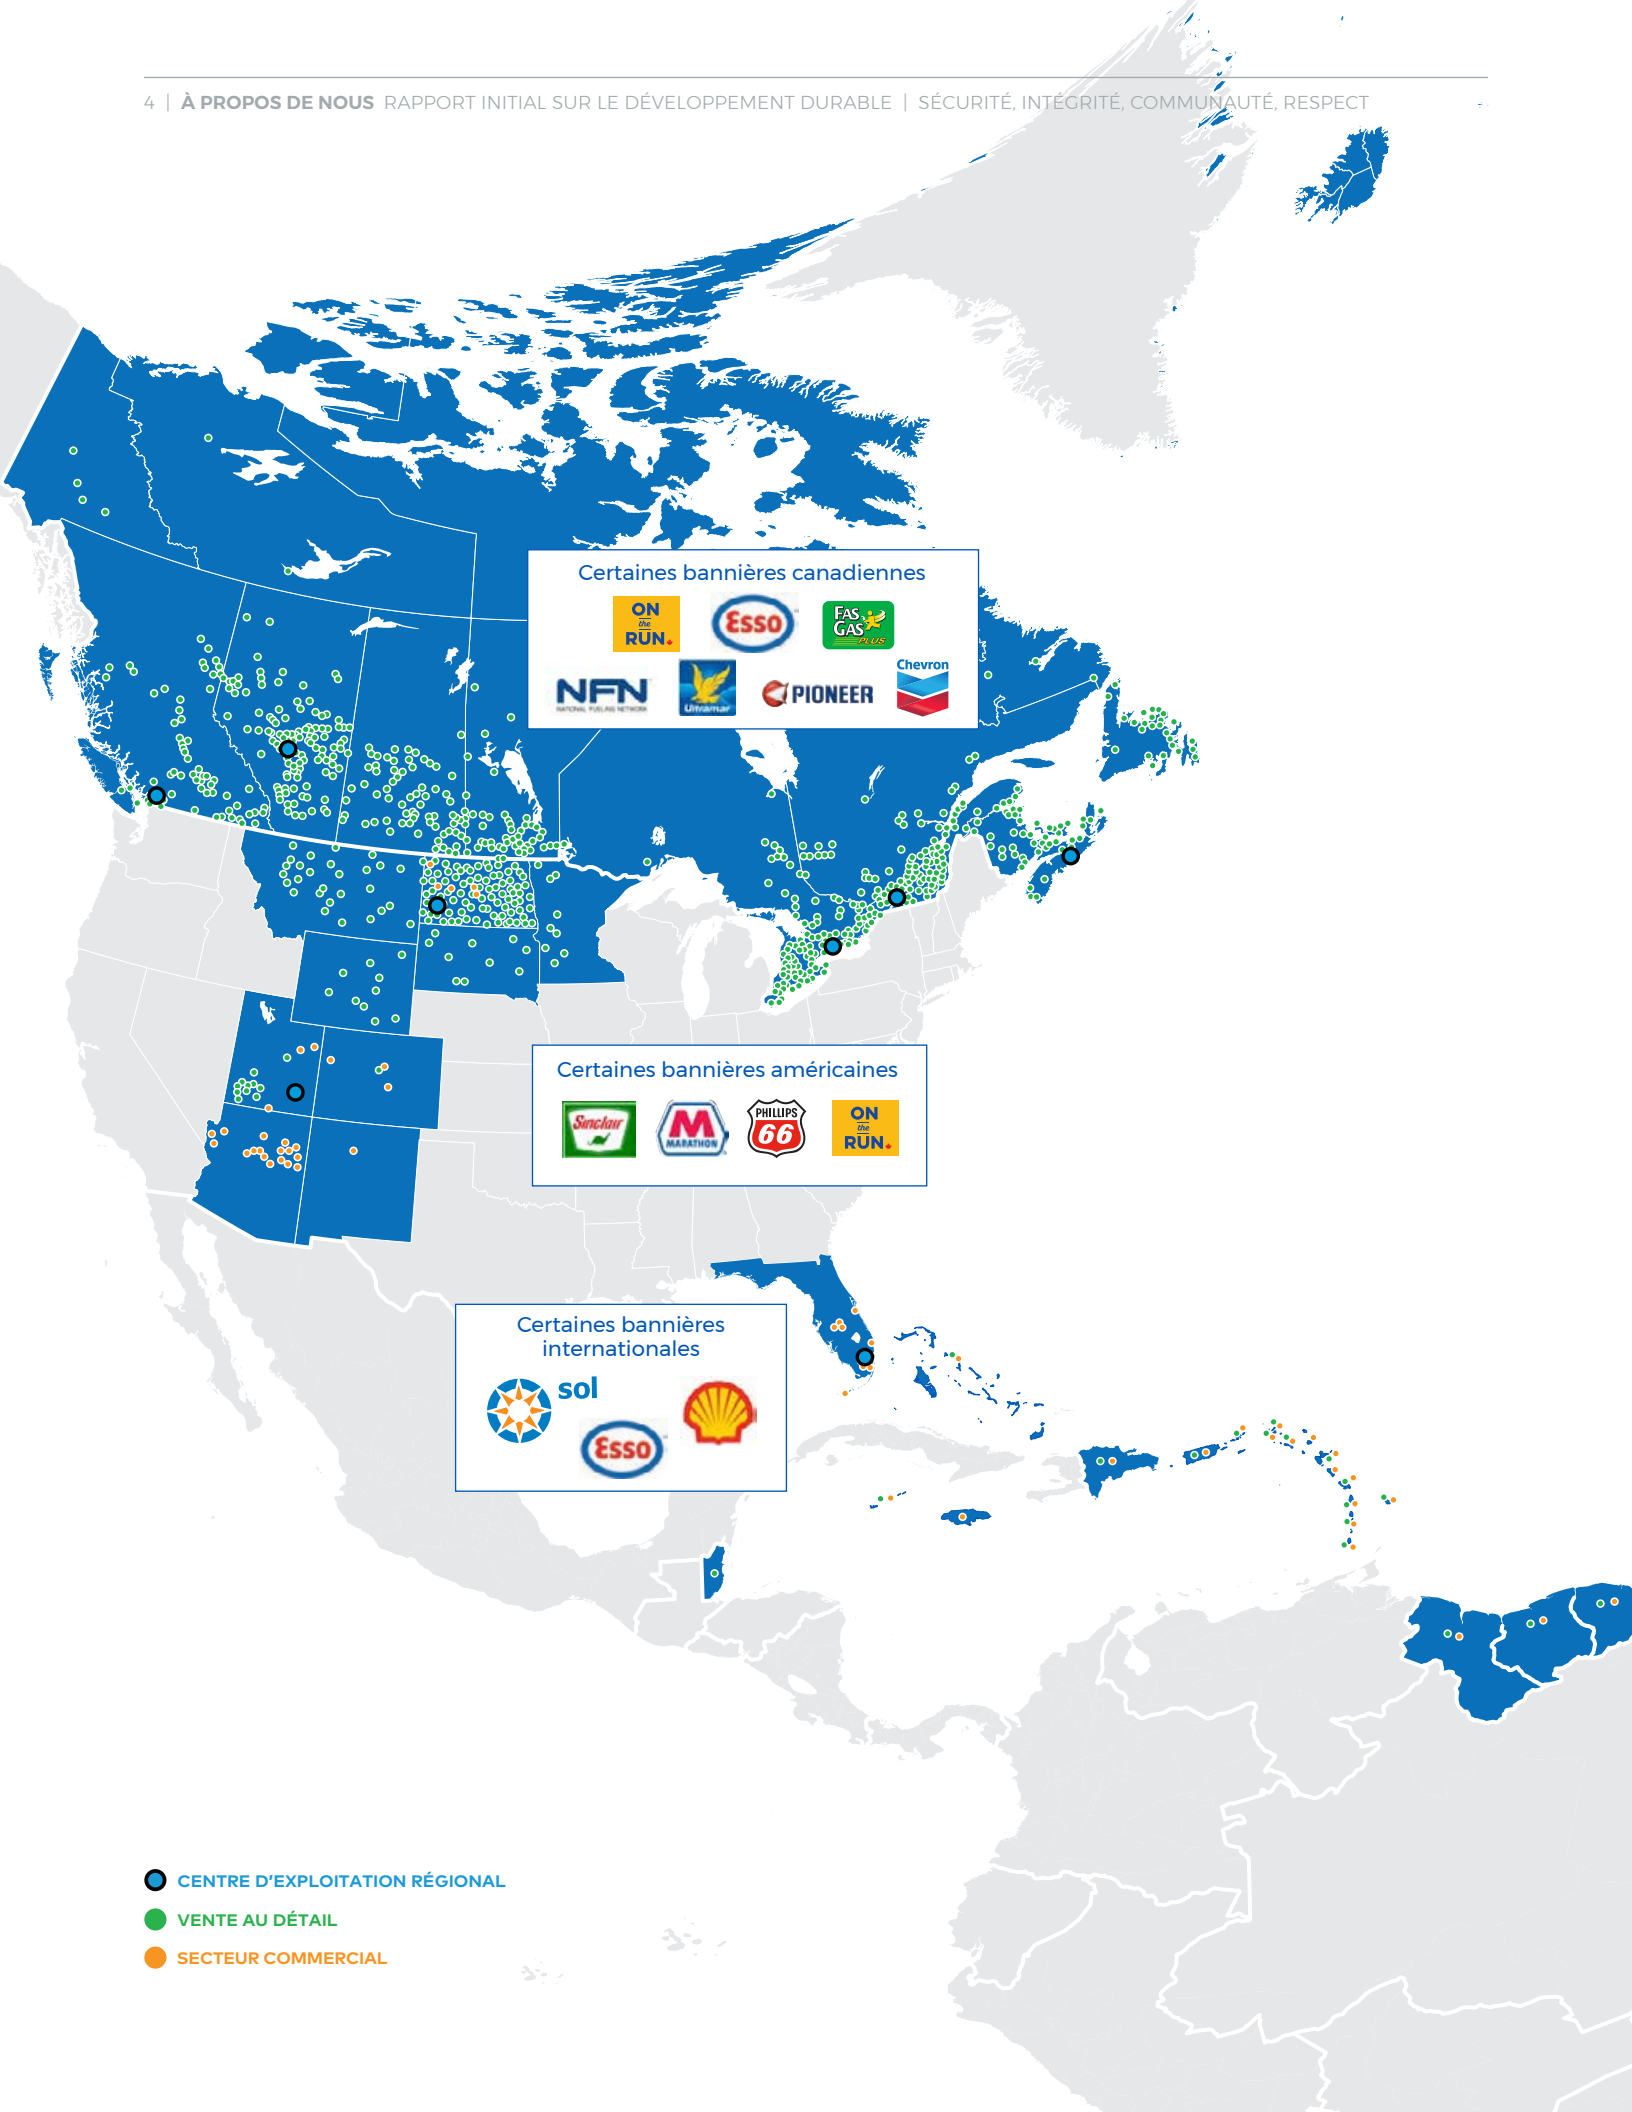 4 | À PROPOS DE NOUS RAPPORT INITIAL SUR LE DÉVELOPPEMENT DURABLE | SÉCURITÉ, INTÉGRITÉ, COMMUNAUTÉ, RESPECT
Certaines bannières canadiennes
ON
the
RUN
Esso
FAS
GAS
PLUS
NFN
NATIONAL FUELING NETWORK
Ultramar
PIONEER
Chevron
Certaines bannières américaines
Sinclair
MARATHON
PHILLIPS
66
ON
the
RUN
Certaines bannières
internationales
sol
Esso
CENTRE D'EXPLOITATION RÉGIONAL
VENTE AU DÉTAIL
SECTEUR COMMERCIAL